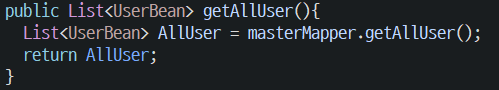 public List<UserBean> getAllUser(){
  List<UserBean> AllUser = masterMapper.getAllUser();
  return AllUser;
}